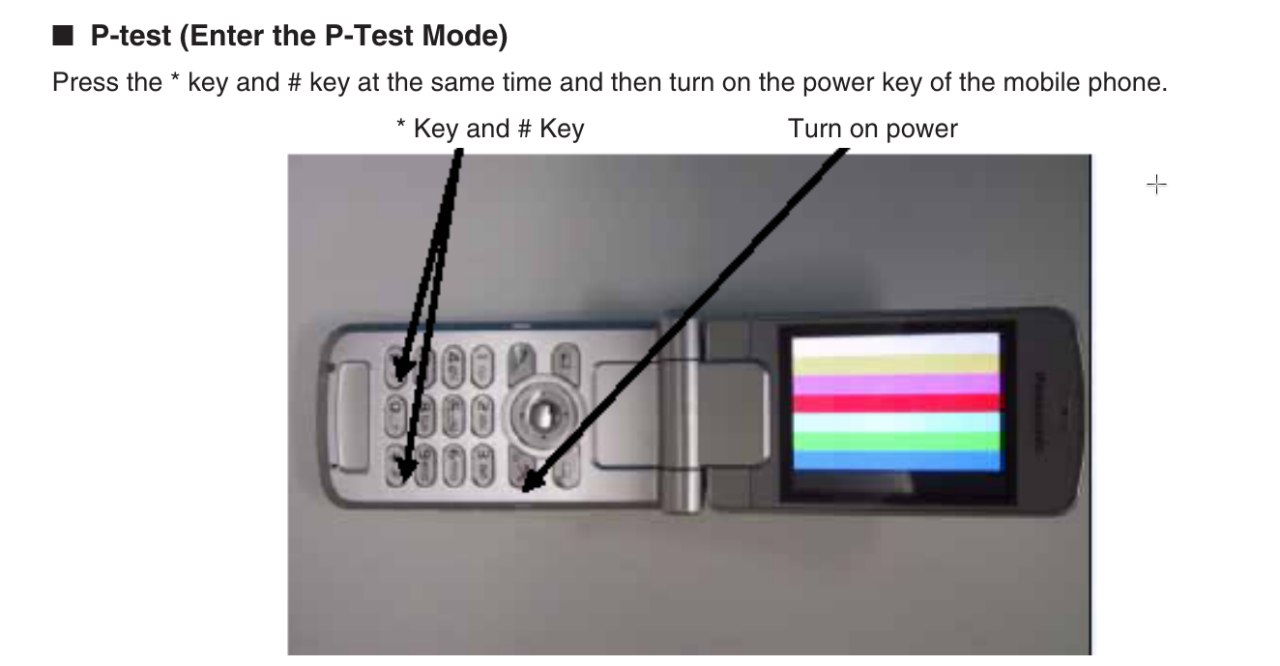 ■ P-test (Enter the P-Test Mode)
Press the * key and # key at the same time and then turn on the power key of the mobile phone.
* Key and # Key
Turn on power